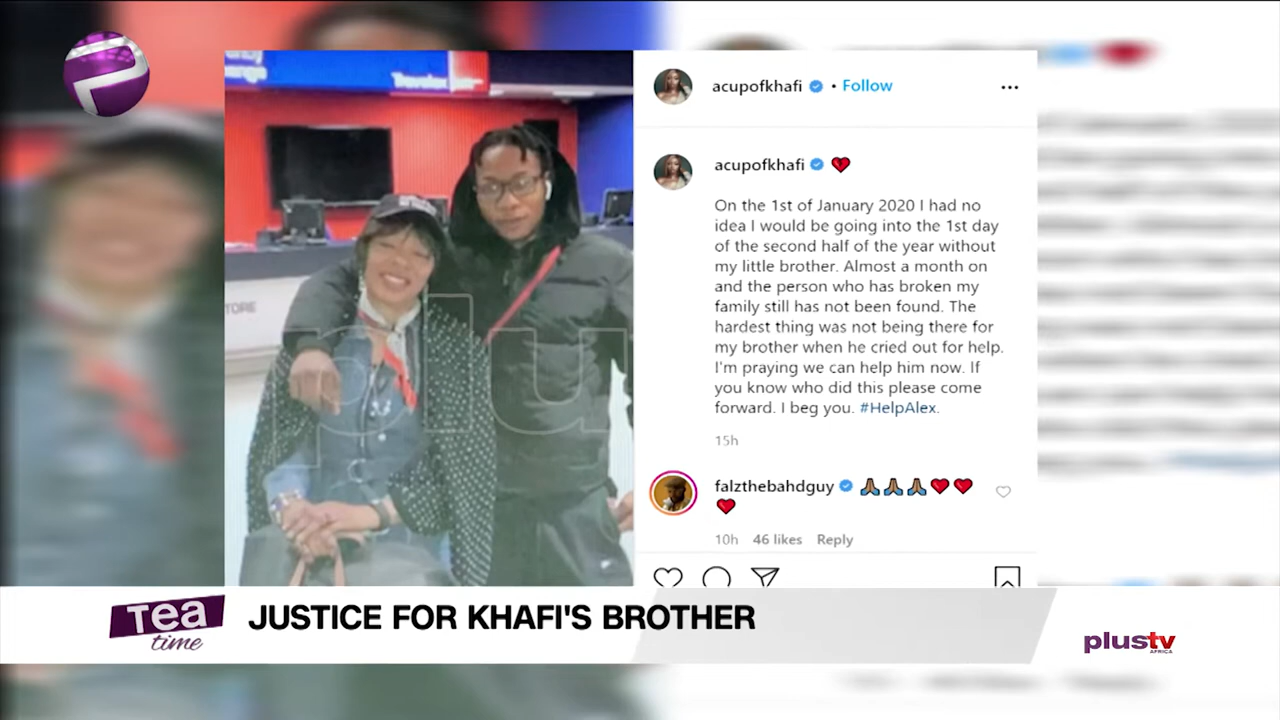 acupofkhafi • Follow
acupofkhafi
On the 1st of January 2020 I had no
idea I would be going into the 1st day
of the second half of the year without
my little brother. Almost a month on
and the person who has broken my
family still has not been found. The
hardest thing was not being there for
my brother when he cried out for help.
I'm praying we can help him now. If
you know who did this please come
forward. I beg you. #HelpAlex.
15h
falzthebahdguy
10h 46 likes Reply
plu
Tea
time
JUSTICE FOR KHAFI'S BROTHER
plustv
AFRICA